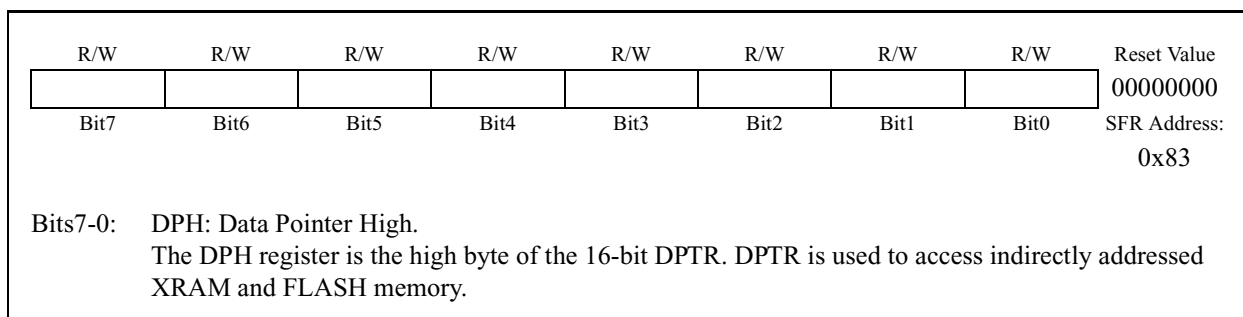 R/W R/W R/W R/W R/W R/W R/W R/W Reset Value
00000000
Bit7 Bit6 Bit5 Bit4 Bit3 Bit2 Bit1 Bit0 SFR Address:
0x83
Bits7-0: DPH: Data Pointer High.
The DPH register is the high byte of the 16-bit DPTR. DPTR is used to access indirectly addressed
XRAM and FLASH memory.